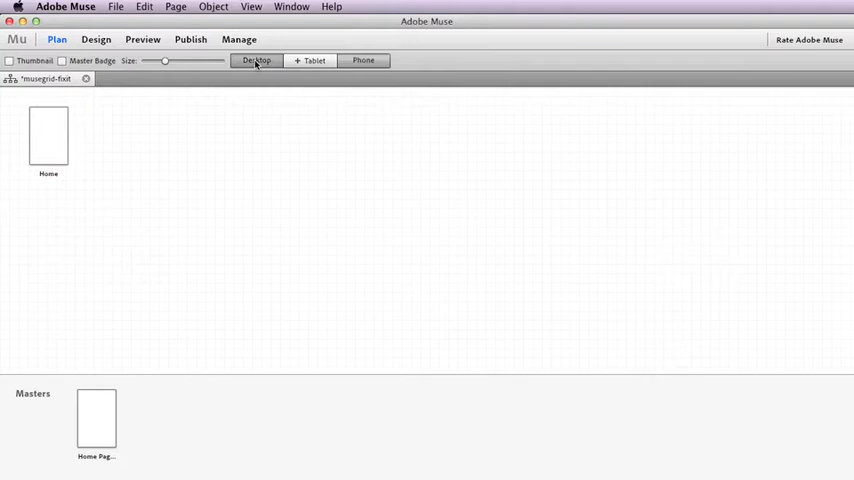 Adobe Muse File Edit Page Object View Window Help
Adobe Muse
Mu Plan Design Preview Publish Manage Rate Adobe Muse
Thumbnail Master Badge Size: Desktop + Tablet Phone
*musegrid-fixit
Home
Masters
Home Pag...